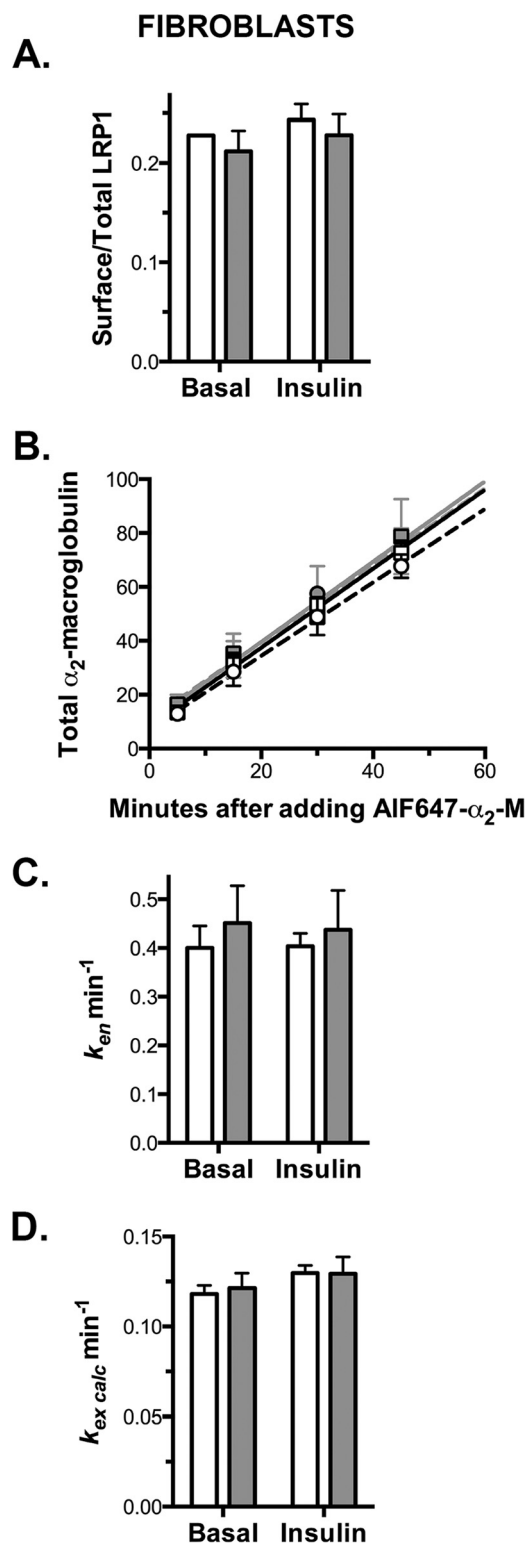 FIBROBLASTS
A.
Surface/Total LRP1
0.2
0.1
0.0
Basal Insulin
B.
Total α2-macroglobulin
100
80
60
40
20
0
0 20 40 60
Minutes after adding AlF647-α2-M
C.
ken min-1
0.5
0.4
0.3
0.2
0.1
0.0
Basal Insulin
D.
kex calc min-1
0.15
0.10
0.05
0.00
Basal Insulin